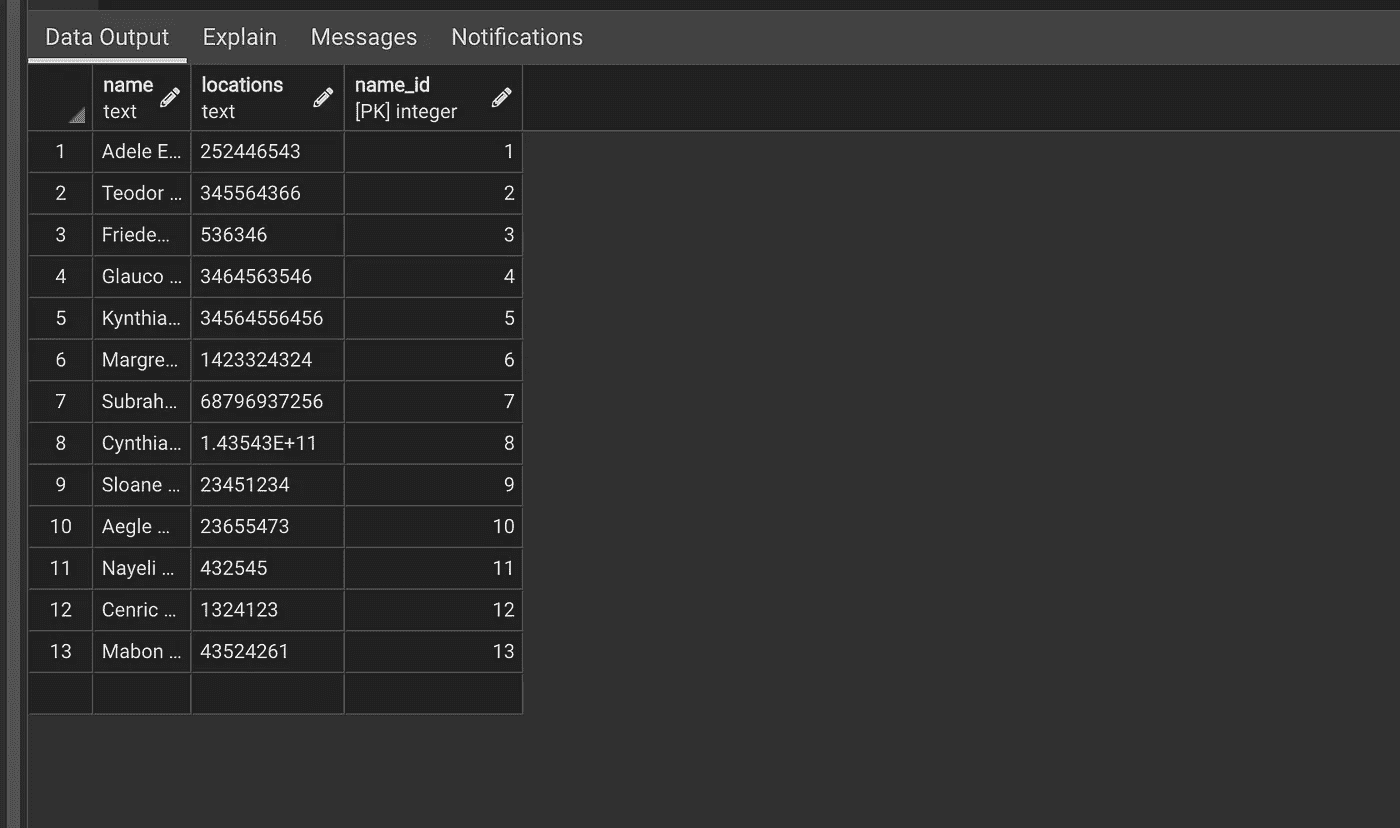 Data Output Explain Messages Notifications
name locations name_id
text text [PK] integer
1 Adele E... 252446543 1
2 Teodor ... 345564366 2
3 Friede... 536346 3
4 Glauco ... 3464563546 4
5 Kynthia... 34564556456 5
6 Margre... 1423324324 6
7 Subrah... 68796937256 7
8 Cynthia... 1.43543E+11 8
9 Sloane ... 23451234 9
10 Aegle ... 23655473 10
11 Nayeli ... 432545 11
12 Cenric ... 1324123 12
13 Mabon ... 43524261 13